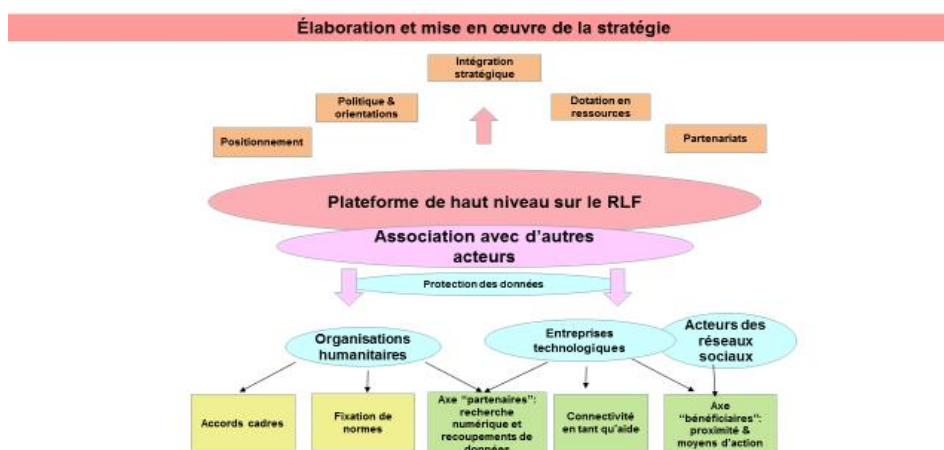 Élaboration et mise en œuvre de la stratégie
Intégration
stratégique
Politique &
orientations
Dotation en
ressources
Positionnement
Partenariats
Plateforme de haut niveau sur le RLF
Association avec d'autres
acteurs
Protection des données
Organisations
humanitaires
Entreprises
technologiques
Acteurs des
réseaux
sociaux
Accords cadres
Fixation de
normes
Axe “partenaires”:
recherche
numérique et
recoupements de
données
Connectivité
en tant qu'aide
Axe
“bénéficiaires”:
proximité &
moyens d'action